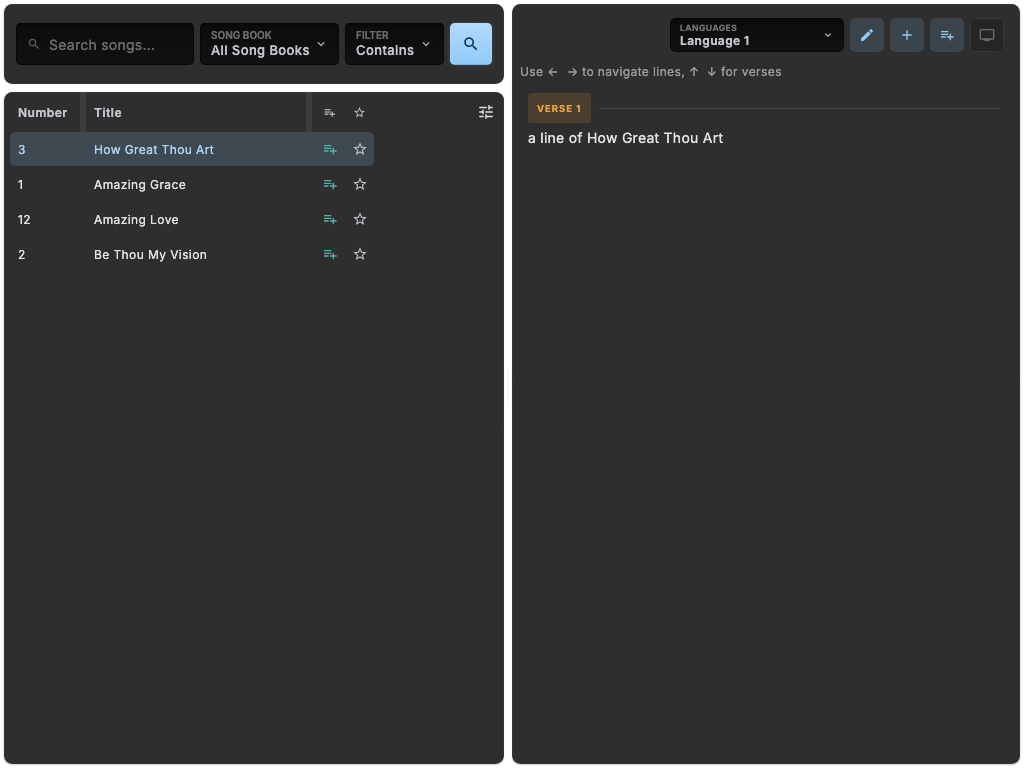 Search songs...
SONG BOOK
All Song Books
FILTER
Contains
Number Title
3 How Great Thou Art
1 Amazing Grace
12 Amazing Love
2 Be Thou My Vision
LANGUAGES
Language 1
Use ← → to navigate lines, ↑ ↓ for verses
VERSE 1
a line of How Great Thou Art